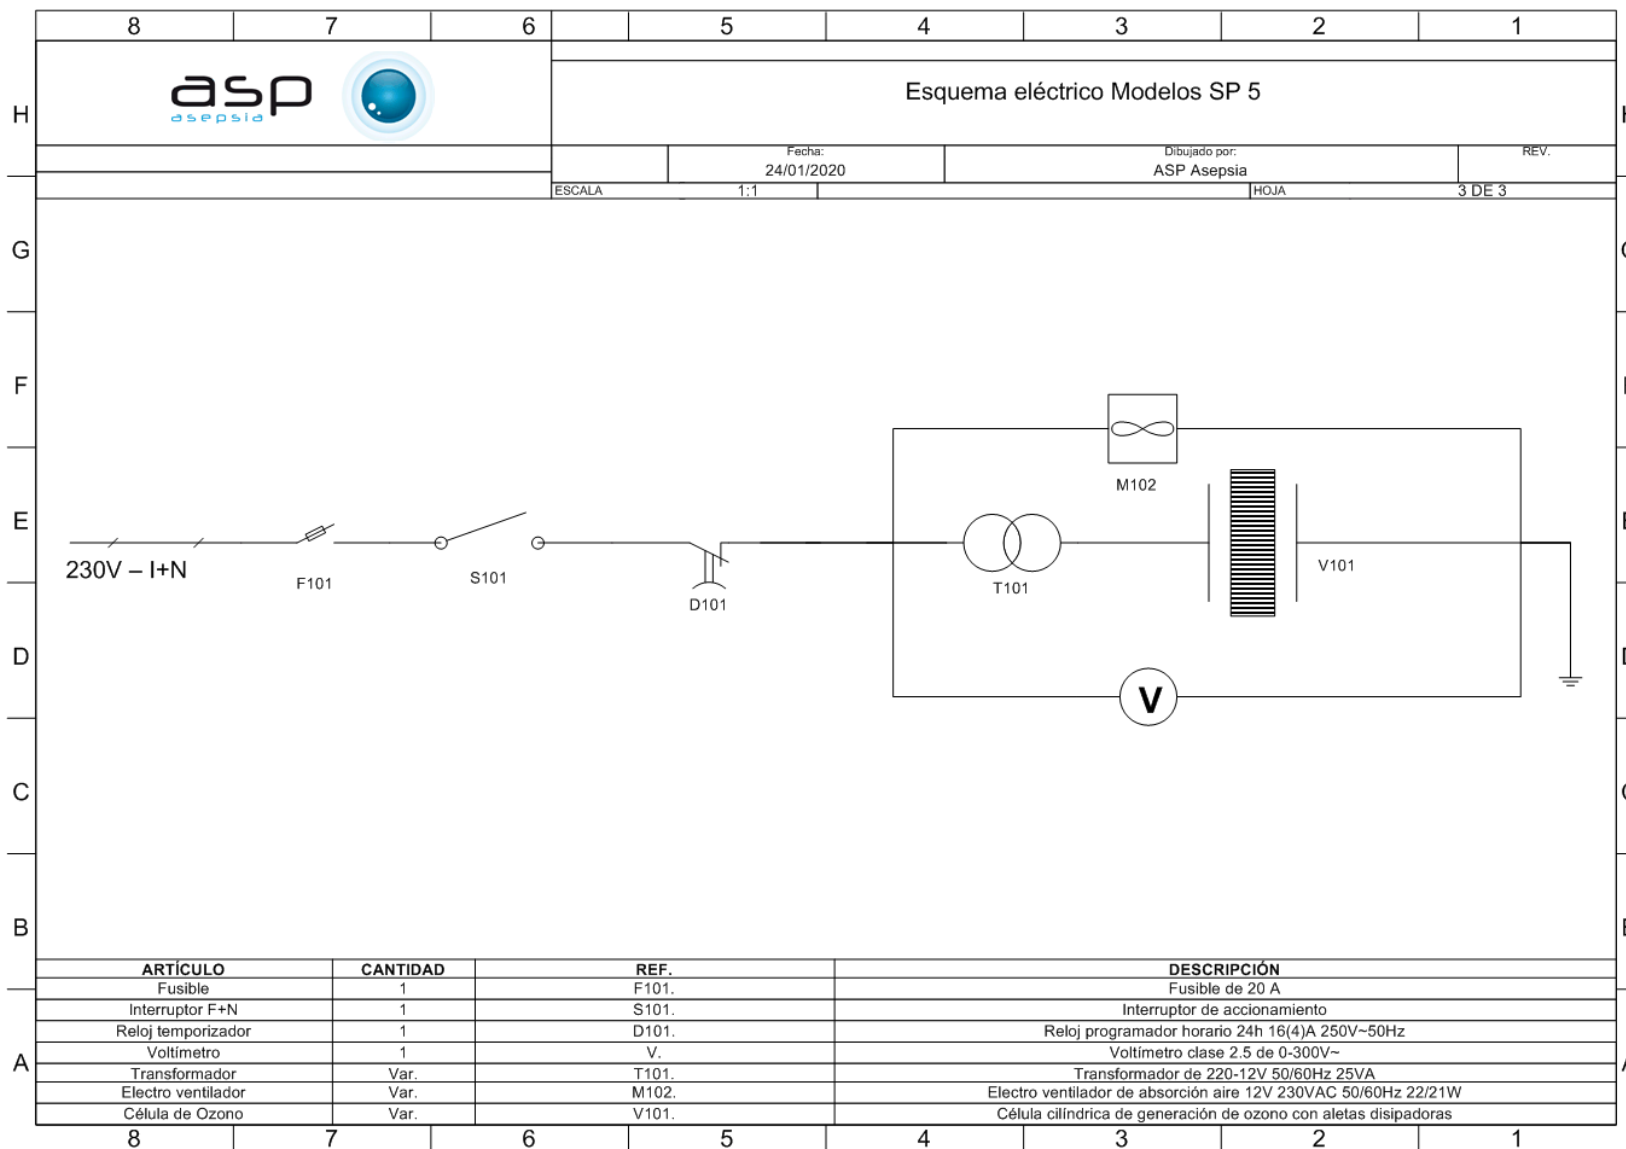 8 7 6 5 4 3 2 1
asp
asepsia
Esquema eléctrico Modelos SP 5
H
Fecha:
24/01/2020
Dibujado por:
ASP Asepsia
REV.
ESCALA 1:1 HOJA 3 DE 3
G
F
M102
E
230V – I+N
F101
S101
D101
T101
V101
D
V
C
B
ARTÍCULO CANTIDAD REF. DESCRIPCIÓN
Fusible 1 F101. Fusible de 20 A
Interruptor F+N 1 S101. Interruptor de accionamiento
Reloj temporizador 1 D101. Reloj programador horario 24h 16(4)A 250V~50Hz
Voltímetro 1 V. Voltímetro clase 2.5 de 0-300V~
A
Transformador Var. T101. Transformador de 220-12V 50/60Hz 25VA
Electro ventilador Var. M102. Electro ventilador de absorción aire 12V 230VAC 50/60Hz 22/21W
Célula de Ozono Var. V101. Célula cilíndrica de generación de ozono con aletas disipadoras
8 7 6 5 4 3 2 1